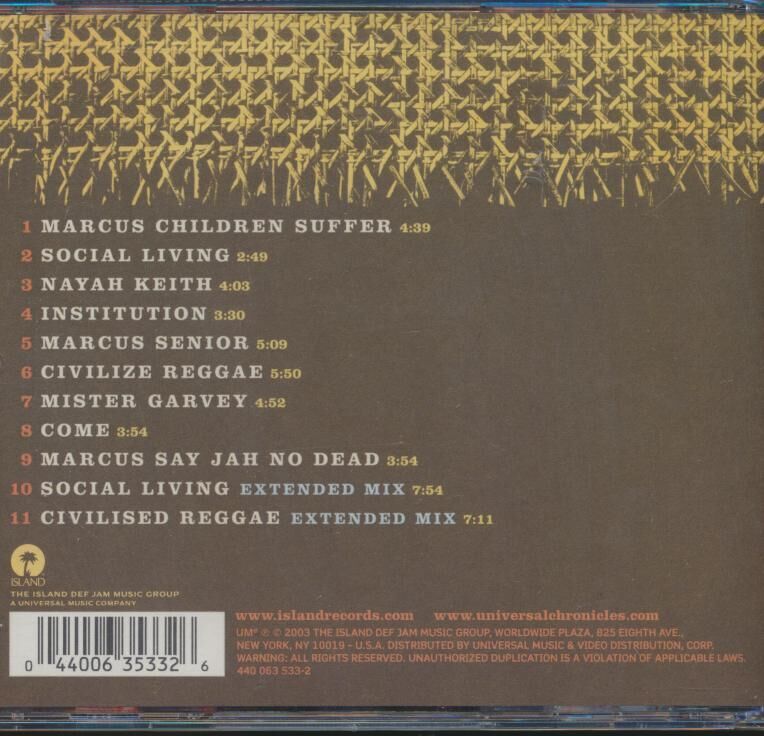 1 MARCUS CHILDREN SUFFER 4:39
2 SOCIAL LIVING 2:49
3 NAYAH KEITH 4:03
4 INSTITUTION 3:30
5 MARCUS SENIOR 5:09
6 CIVILIZE REGGAE 5:50
7 MISTER GARVEY 4:52
8 COME 3:54
9 MARCUS SAY JAH NO DEAD 3:54
10 SOCIAL LIVING EXTENDED MIX 7:54
11 CIVILISED REGGAE EXTENDED MIX 7:11
ISLAND
THE ISLAND DEF JAM MUSIC GROUP
A UNIVERSAL MUSIC COMPANY
0 44006 35332 6
www.islandrecords.com www.universalchronicles.com
UMe ℗ © 2003 THE ISLAND DEF JAM MUSIC GROUP, WORLDWIDE PLAZA, 825 EIGHTH AVE.,
NEW YORK, NY 10019 - U.S.A. DISTRIBUTED BY UNIVERSAL MUSIC & VIDEO DISTRIBUTION, CORP.
WARNING: ALL RIGHTS RESERVED. UNAUTHORIZED DUPLICATION IS A VIOLATION OF APPLICABLE LAWS.
440 063 533-2